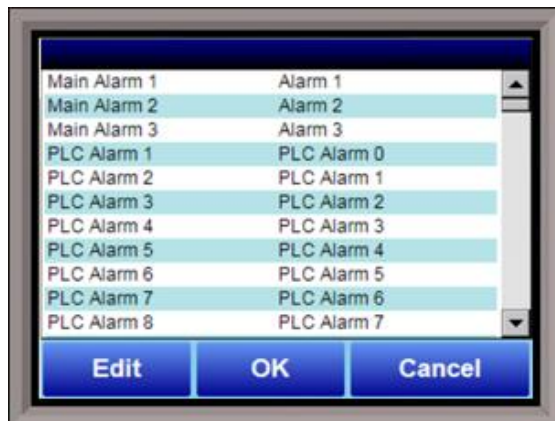 Main Alarm 1 Alarm 1
Main Alarm 2 Alarm 2
Main Alarm 3 Alarm 3
PLC Alarm 1 PLC Alarm 0
PLC Alarm 2 PLC Alarm 1
PLC Alarm 3 PLC Alarm 2
PLC Alarm 4 PLC Alarm 3
PLC Alarm 5 PLC Alarm 4
PLC Alarm 6 PLC Alarm 5
PLC Alarm 7 PLC Alarm 6
PLC Alarm 8 PLC Alarm 7
Edit OK Cancel